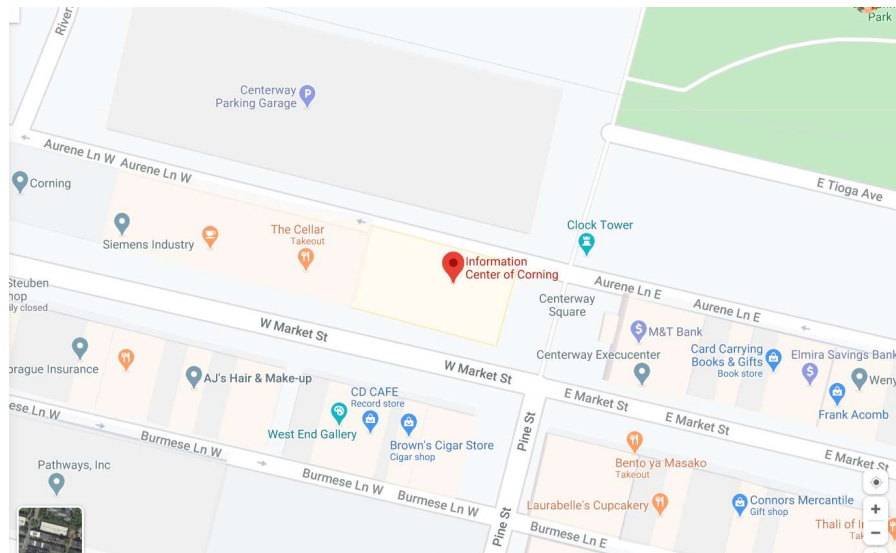 River
Park
Centerway
Parking Garage
P
Aurene Ln W
Aurene Ln W
E Tioga Ave
Corning
Clock Tower
The Cellar
Takeout
Siemens Industry
Information
Center of Corning
Aurene Ln E
Aurene Ln E
Steuben
hop
ily closed
Centerway
Square
W Market St
M&T Bank
Card Carrying
Books & Gifts
Book store
Elmira Savings Bank
Centerway Execucenter
prague Insurance
W Market St
AJ's Hair & Make-up
Weny
CD CAFE
Record store
E Market St
Frank Acomb
ese Ln W
West End Gallery
E Market St
Burmese Ln W
Brown's Cigar Store
Cigar shop
Pine St
E Market St
Pathways, Inc
Bento ya Masako
Takeout
Burmese Ln W
Burmese Ln W
Laurabelle's Cupcakery
Connors Mercantile
Gift shop
Pine St
Burmese Ln E
Thali of In
Tak